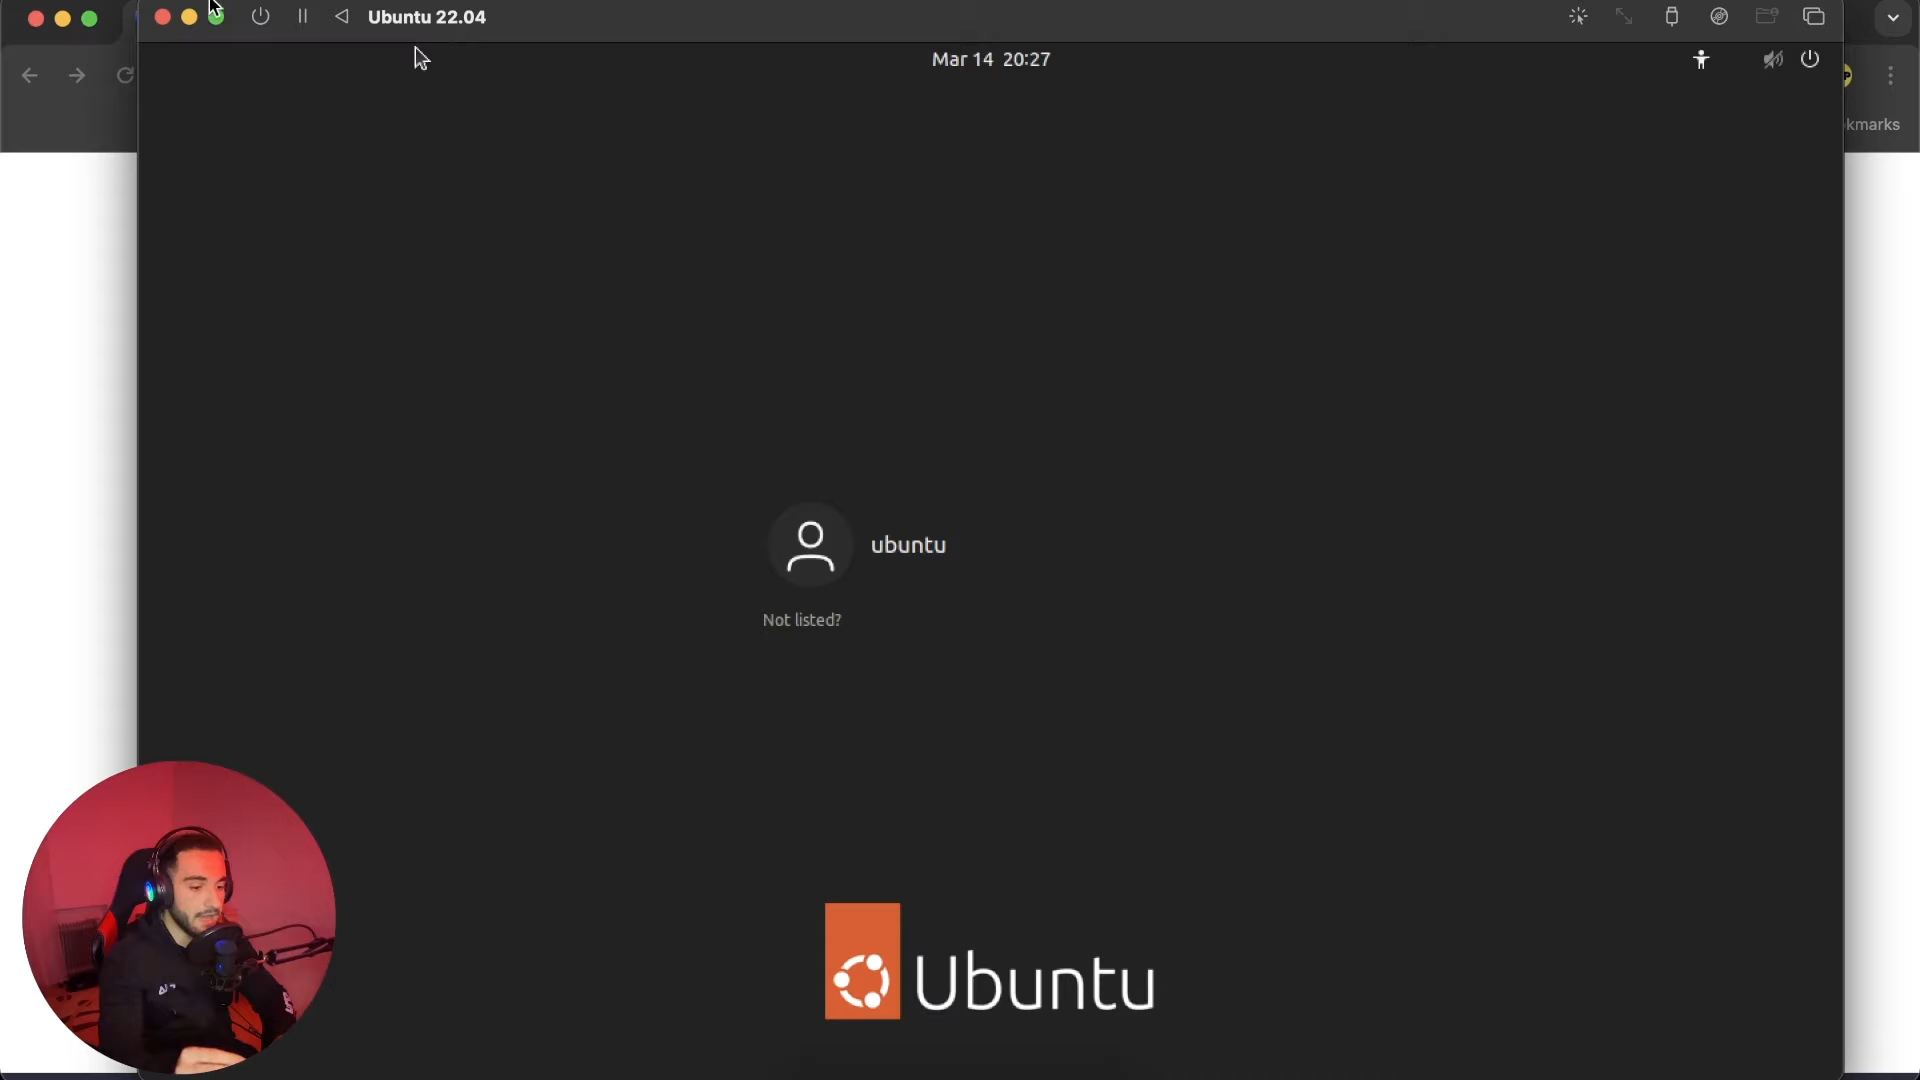 Ubuntu 22.04
Mar 14 20:27
kmarks
ubuntu
Not listed?
Ubuntu